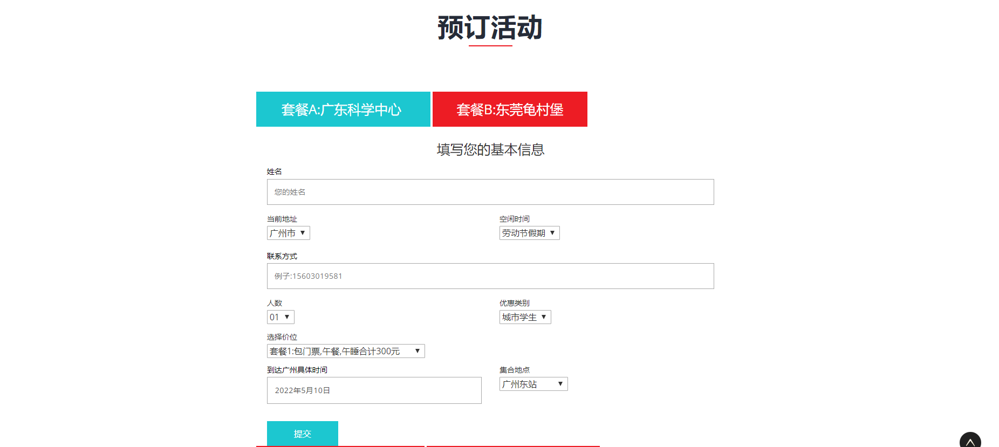 预订活动
套餐A:广东科学中心
套餐B:东莞龟村堡
填写您的基本信息
姓名
您的姓名
当前地址
空闲时间
广州市
劳动节假期
联系方式
例子:15603019581
人数
优惠类别
01
城市学生
选择价位
套餐1:包门票,午餐,午睡合计300元
到达广州具体时间
集合地点
广州东站
2022年5月10日
提交